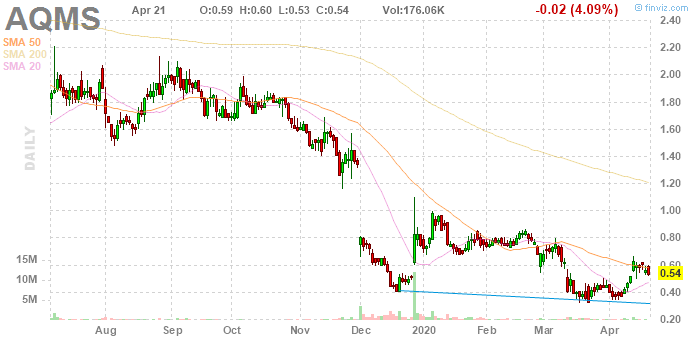 AQMS Apr 21 O:0.59 H:0.60 L:0.53 C:0.54 Vol:176.06K -0.02 (4.09%)
© finviz.com
SMA 50
SMA 200
SMA 20
DAILY
2.40
2.20
2.00
1.80
1.60
1.40
1.20
1.00
0.80
0.60
0.54
0.40
0.20
15M
10M
5M
Aug Sep Oct Nov Dec 2020 Feb Mar Apr